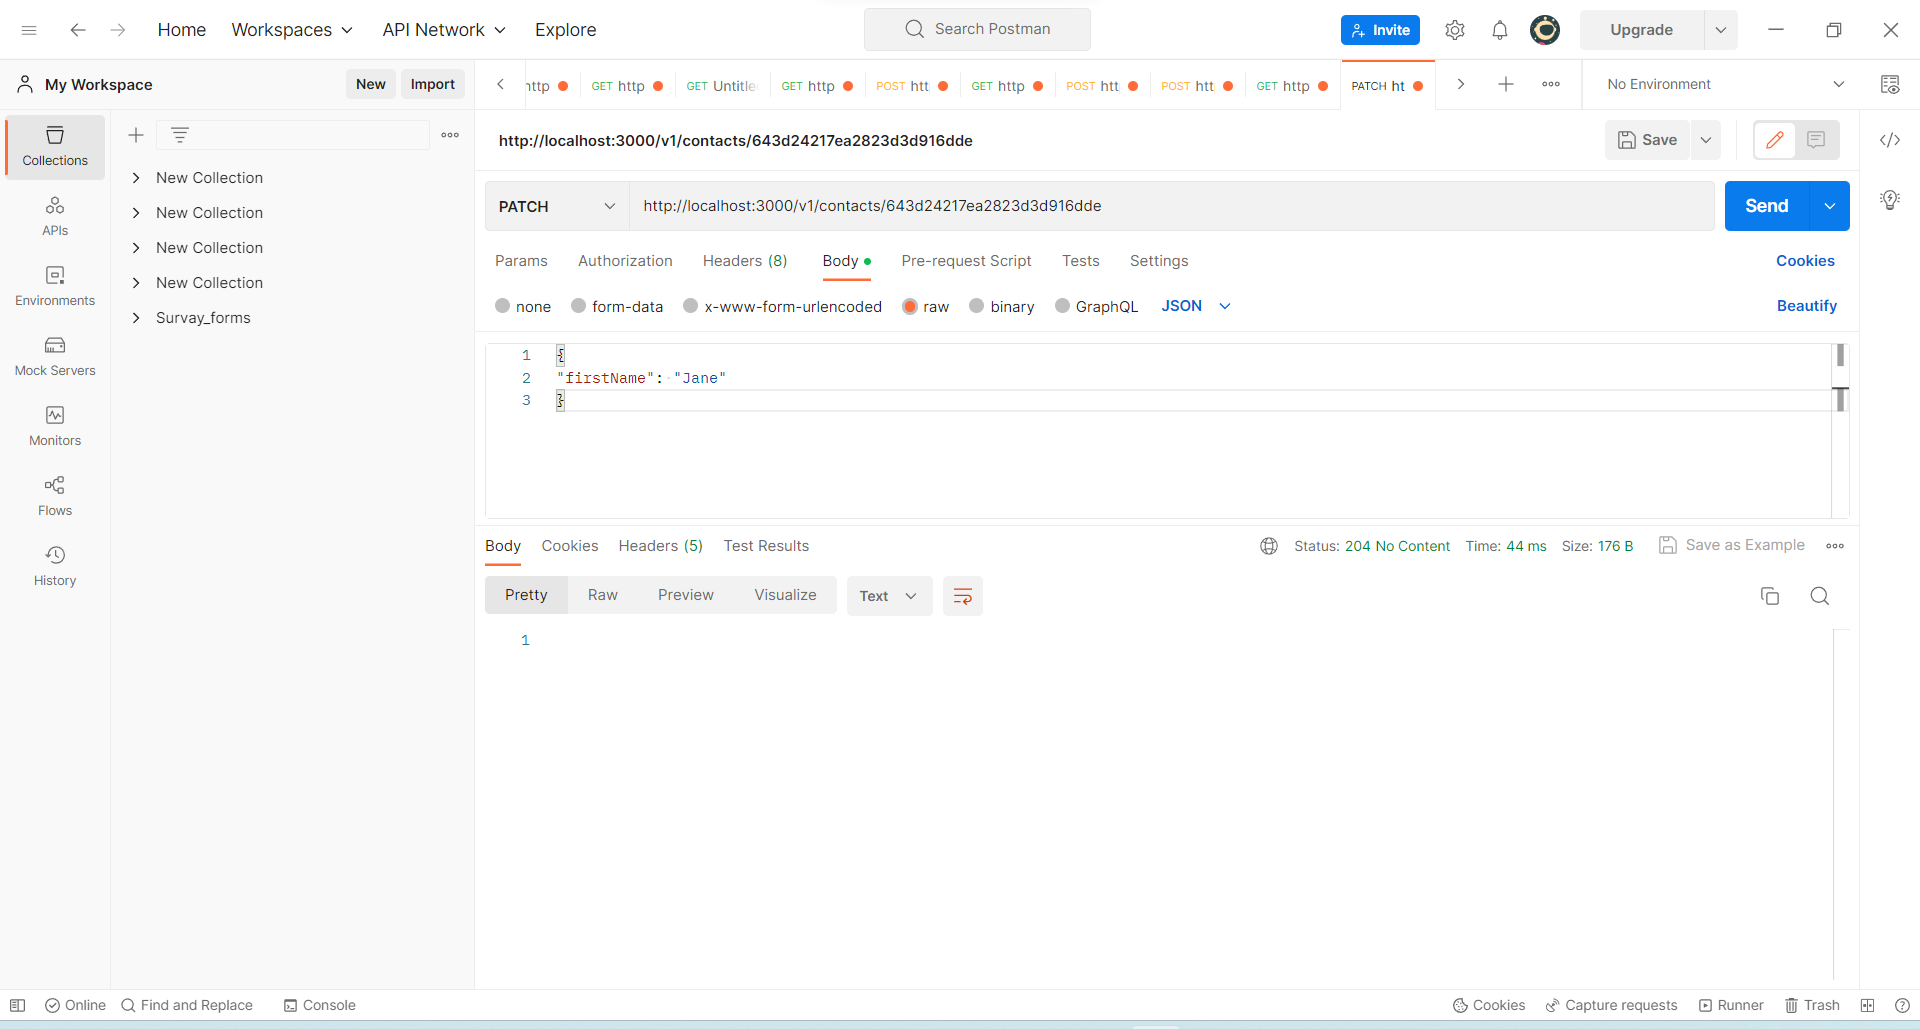 Home Workspaces API Network Explore Search Postman Invite Upgrade
My Workspace New Import
http GET http GET Untitle GET http POST htt GET http POST htt POST htt GET http PATCH ht No Environment
Collections
APIs
Environments
Mock Servers
Monitors
Flows
History
New Collection
New Collection
New Collection
New Collection
Survay_forms
http://localhost:3000/v1/contacts/643d24217ea2823d3d916dde Save
PATCH http://localhost:3000/v1/contacts/643d24217ea2823d3d916dde Send
Params Authorization Headers (8) Body Pre-request Script Tests Settings Cookies
none form-data x-www-form-urlencoded raw binary GraphQL JSON Beautify
1 {
2 "firstName": "Jane"
3 }
Body Cookies Headers (5) Test Results Status: 204 No Content Time: 44 ms Size: 176 B Save as Example
Pretty Raw Preview Visualize Text
1
Online Find and Replace Console Cookies Capture requests Runner Trash